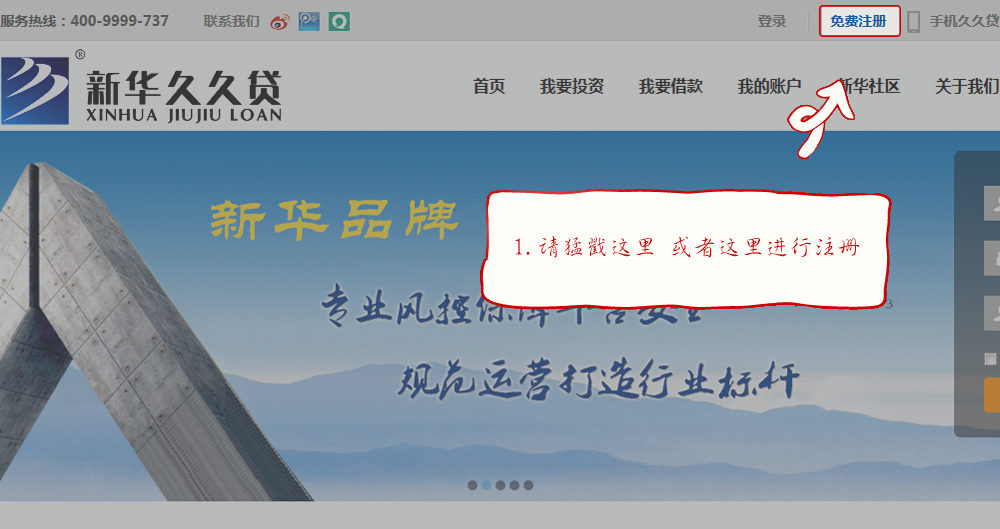 服务热线：400-9999-737 联系我们 登录 免费注册 手机久久贷
新华久久贷®
XINHUA JIUJIU LOAN
首页 我要投资 我要借款 我的账户 新华社区 关于我们
新华品牌
1.请猛戳这里 或者这里进行注册
专业风控保障
规范运营打造行业标杆